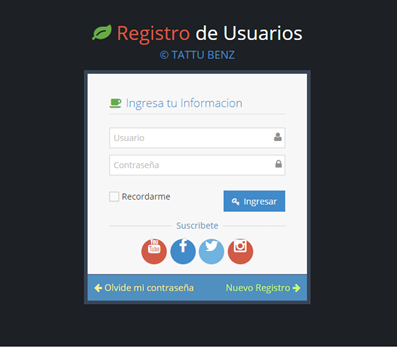 Registro de Usuarios
© TATTU BENZ
Ingresa tu Informacion
Usuario
Contraseña
Recordarme
Ingresar
Suscribete
You
Tube
Olvide mi contraseña
Nuevo Registro